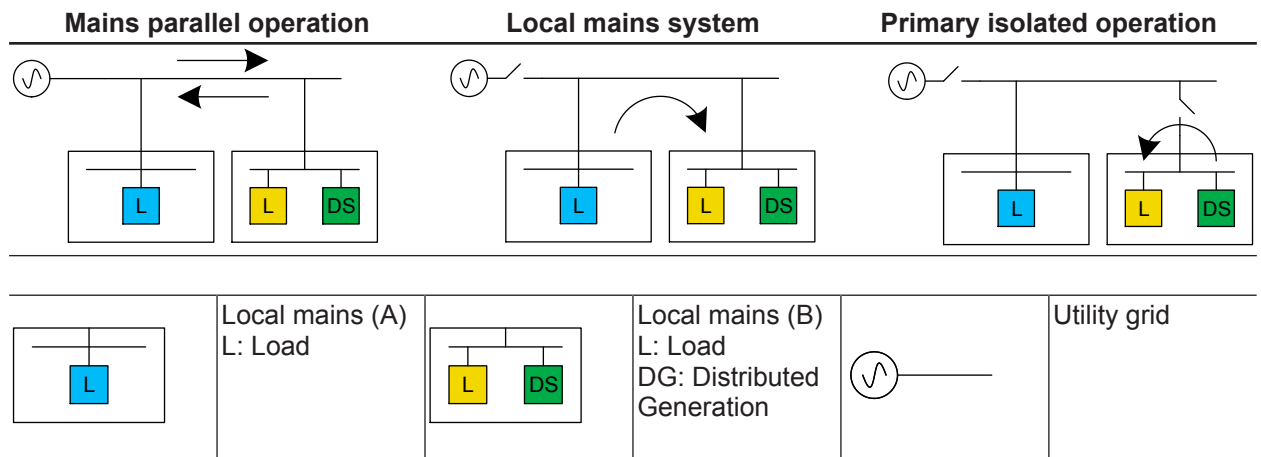 Mains parallel operation
Local mains system
Primary isolated operation
L
L
DS
L
L
DS
L
L
DS
L
Local mains (A)
L: Load
L
DS
Local mains (B)
L: Load
DG: Distributed
Generation
Utility grid